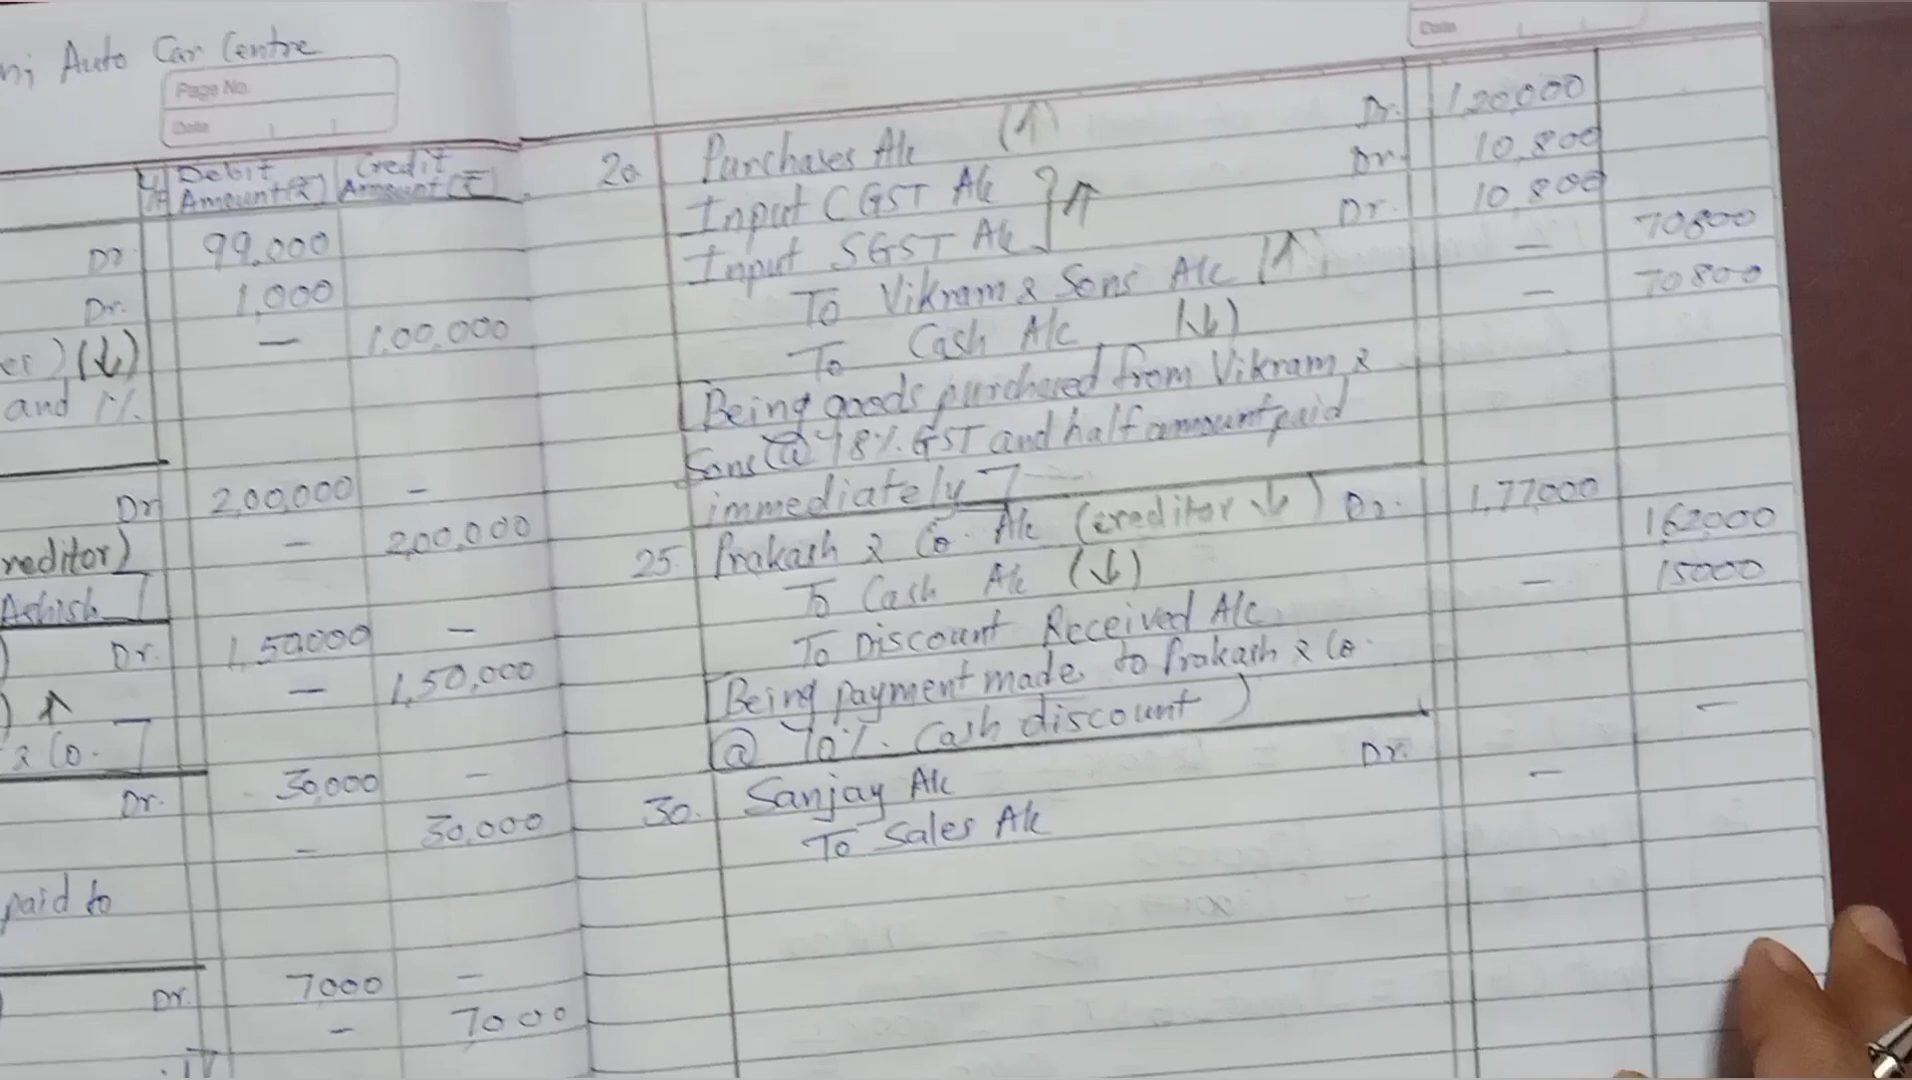 n; Auto Car Centre
Page No.
Date
Debit Amount(₹) Credit Amount(₹)
Dr 99,000
Dr. 1,000
(↓) — 1,00,000
and 1%.
Dr 2,00,000 —
reditor) — 2,00,000
Ashish ]
Dr. 1,50,000 —
) ↑ — 1,50,000
& Co. ]
Dr. 30,000 —
— 30,000
paid to
Dr. 7000 —
— 7000
Date
20 Purchases A/c (↑) Dr. 1,20,000
Input CGST A/c Dr. 10,800
Input SGST A/c } ↑ Dr. 10,800
To Vikram & Sons A/c (↑) — 70800
To Cash A/c (↓) — 70800
[Being goods purchased from Vikram &
Sons @ 18% GST and half amount paid
immediately ]
25. Prakash & Co. A/c (creditor ↓) Dr. 1,77,000
To Cash A/c (↓) 162000
To Discount Received A/c — 15000
[Being payment made to Prakash & Co.
@ 10%. Cash discount )
30. Sanjay A/c Dr. —
To Sales A/c —